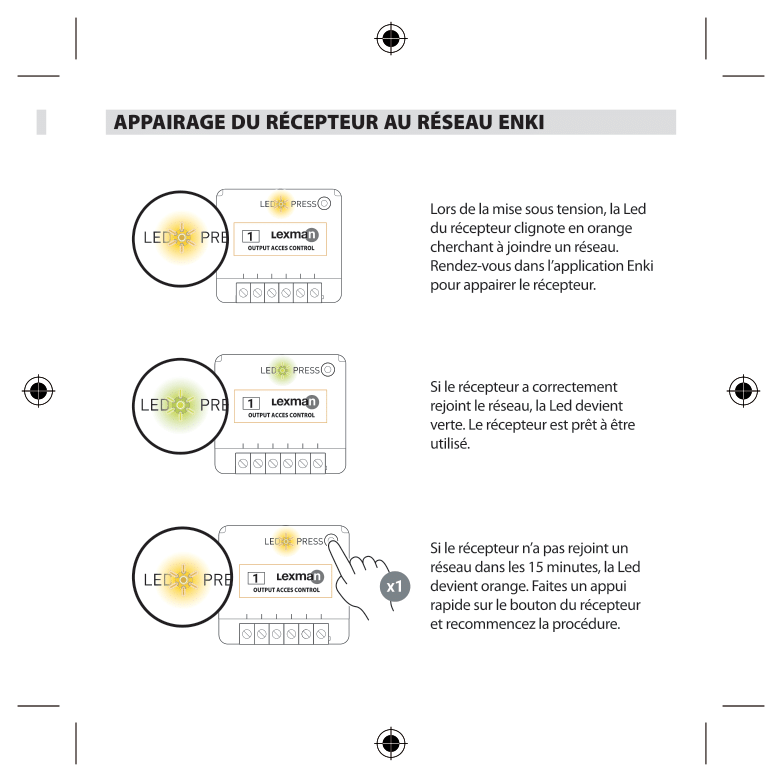 APPAIRAGE DU RÉCEPTEUR AU RÉSEAU ENKI
LED PRESS
LED PRE
1 Lexman
OUTPUT ACCES CONTROL
Lors de la mise sous tension, la Led
du récepteur clignote en orange
cherchant à joindre un réseau.
Rendez-vous dans l’application Enki
pour appairer le récepteur.
LED PRESS
LED PRE
1 Lexman
OUTPUT ACCES CONTROL
Si le récepteur a correctement
rejoint le réseau, la Led devient
verte. Le récepteur est prêt à être
utilisé.
LED PRESS
LED PRE
1 Lexman
OUTPUT ACCES CONTROL
x1
Si le récepteur n’a pas rejoint un
réseau dans les 15 minutes, la Led
devient orange. Faites un appui
rapide sur le bouton du récepteur
et recommencez la procédure.